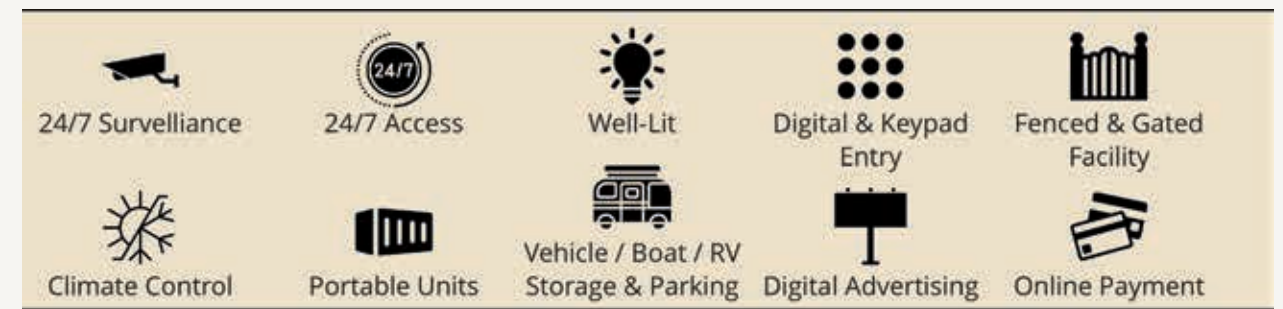 24/7
24/7 Survelliance
24/7 Access
Well-Lit
Digital & Keypad
Entry
Fenced & Gated
Facility
Climate Control
Portable Units
Vehicle / Boat / RV
Storage & Parking
Digital Advertising
Online Payment